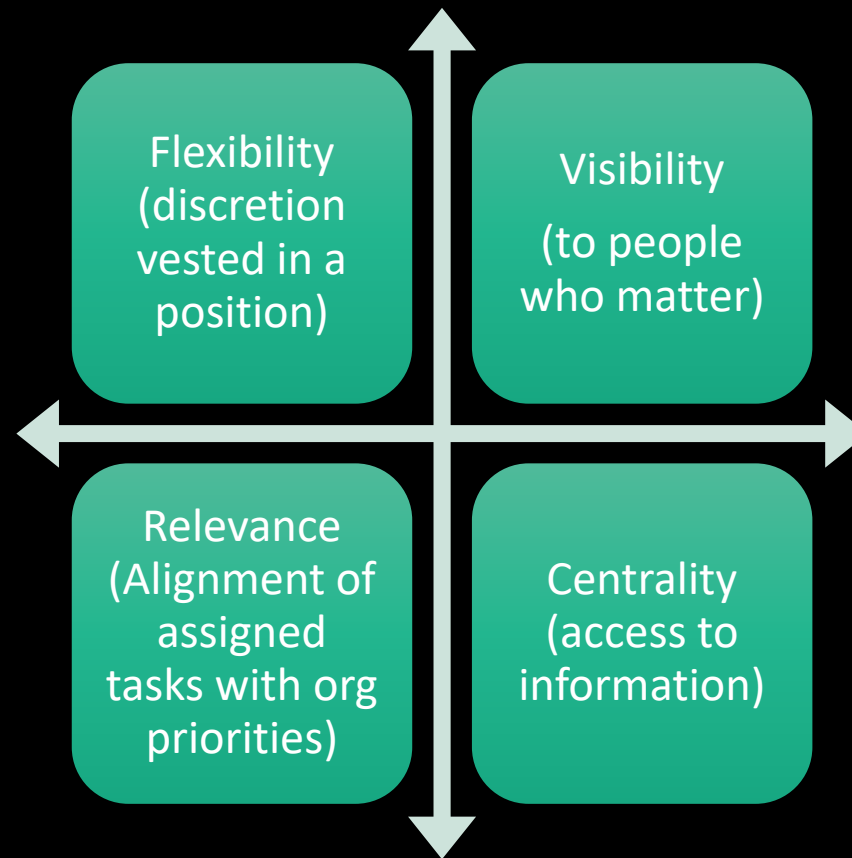 Flexibility
(discretion
vested in a
position)
Visibility
(to people
who matter)
Relevance
(Alignment of
assigned
tasks with org
priorities)
Centrality
(access to
information)